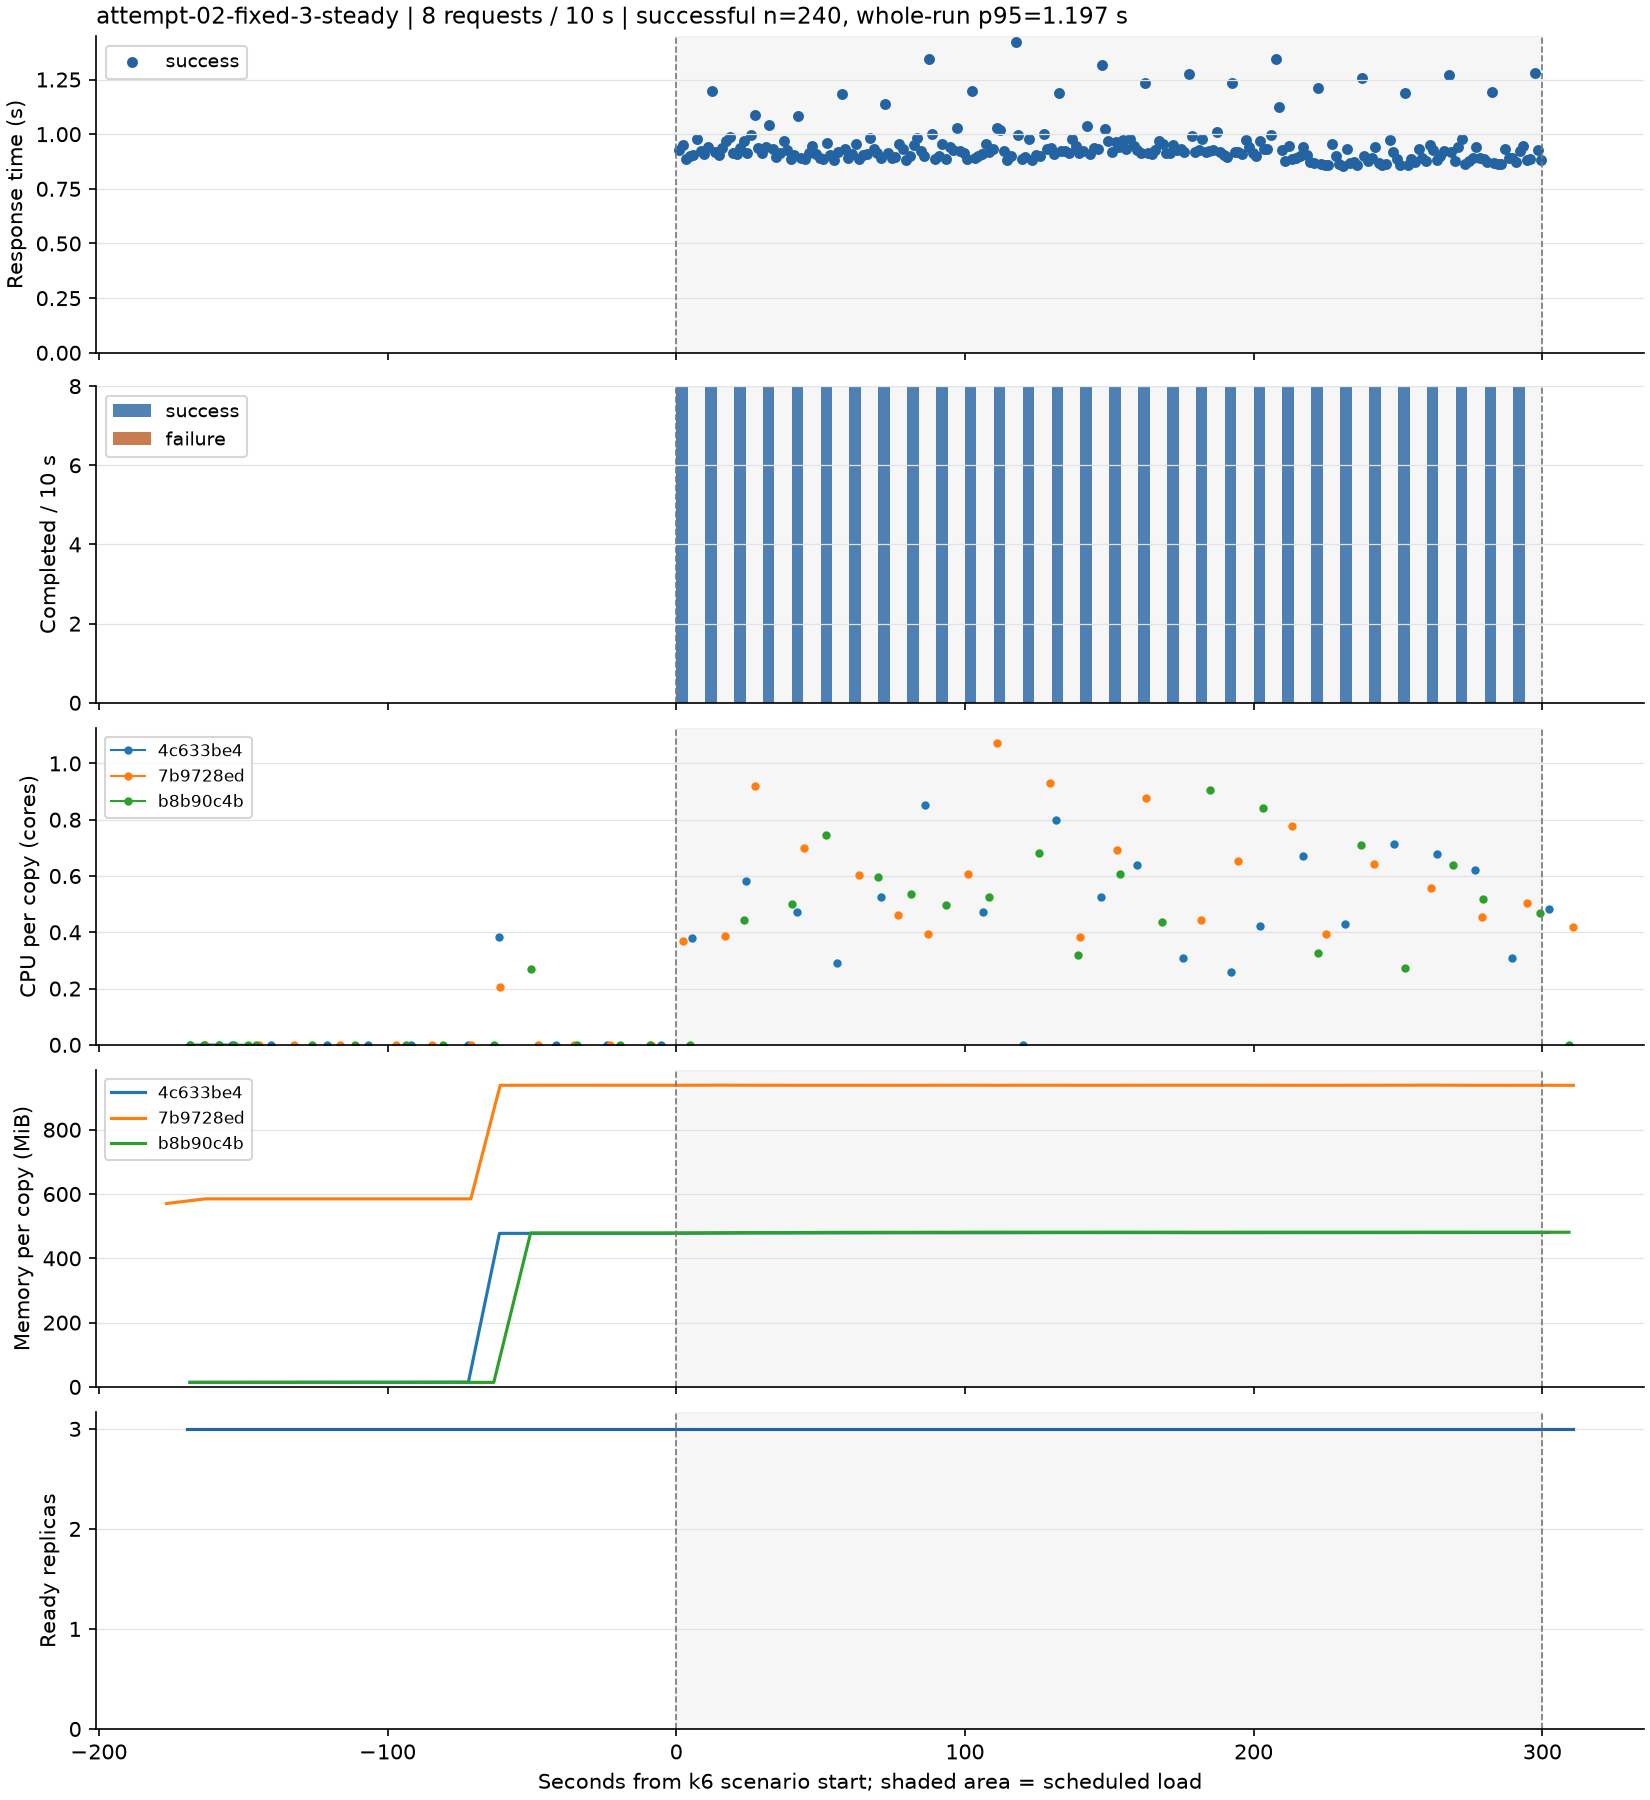 attempt-02-fixed-3-steady | 8 requests / 10 s | successful n=240, whole-run p95=1.197 s
success
Response time (s)
1.25
1.00
0.75
0.50
0.25
0.00
success
failure
Completed / 10 s
8
6
4
2
0
4c633be4
7b9728ed
b8b90c4b
CPU per copy (cores)
1.0
0.8
0.6
0.4
0.2
0.0
4c633be4
7b9728ed
b8b90c4b
Memory per copy (MiB)
800
600
400
200
0
Ready replicas
3
2
1
0
−200 −100 0 100 200 300
Seconds from k6 scenario start; shaded area = scheduled load